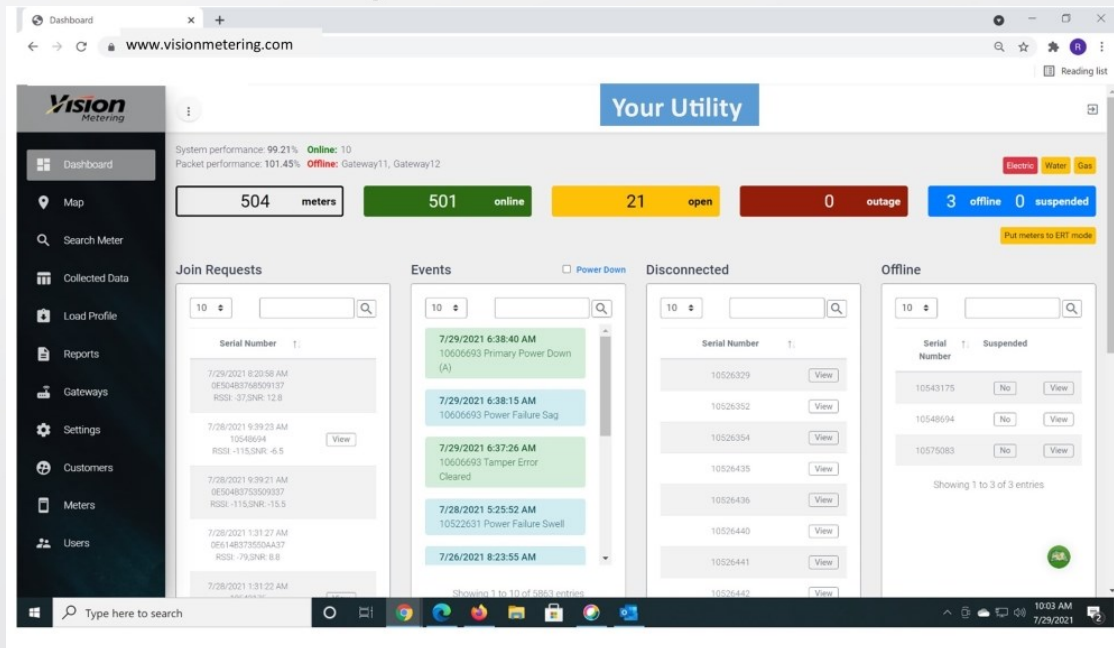 Dashboard
www.visionmetering.com
R
Reading list
Vision
Metering
Your Utility
Dashboard
Map
Search Meter
Collected Data
Load Profile
Reports
Gateways
Settings
Customers
Meters
Users
System performance: 99.21% Online: 10
Packet performance: 101.45% Offline: Gateway11, Gateway12
Electric Water Gas
504 meters 501 online 21 open 0 outage 3 offline 0 suspended
Put meters to ERT mode
Join Requests
10
Serial Number
7/29/2021 8:20:58 AM
0E504B3768509137
RSSI: -37,SNR: 12.8
7/28/2021 9:39:23 AM
10548694 View
RSSI: -115,SNR: -6.5
7/28/2021 9:39:21 AM
0E504B3753509337
RSSI: -115,SNR: -15.5
7/28/2021 1:31:27 AM
0E614B373550AA37
RSSI: -79,SNR: 8.8
7/28/2021 1:31:22 AM
Events Power Down
10
7/29/2021 6:38:40 AM
10606693 Primary Power Down
(A)
7/29/2021 6:38:15 AM
10606693 Power Failure Sag
7/29/2021 6:37:26 AM
10606693 Tamper Error
Cleared
7/28/2021 5:25:52 AM
10522631 Power Failure Swell
7/26/2021 8:23:55 AM
Showing 1 to 10 of 5863 entries
Disconnected
10
Serial Number
10526329 View
10526352 View
10526354 View
10526435 View
10526436 View
10526440 View
10526441 View
10526442 View
Offline
10
Serial Suspended
Number
10543175 No View
10548694 No View
10575083 No View
Showing 1 to 3 of 3 entries
Type here to search
10:03 AM
7/29/2021
2